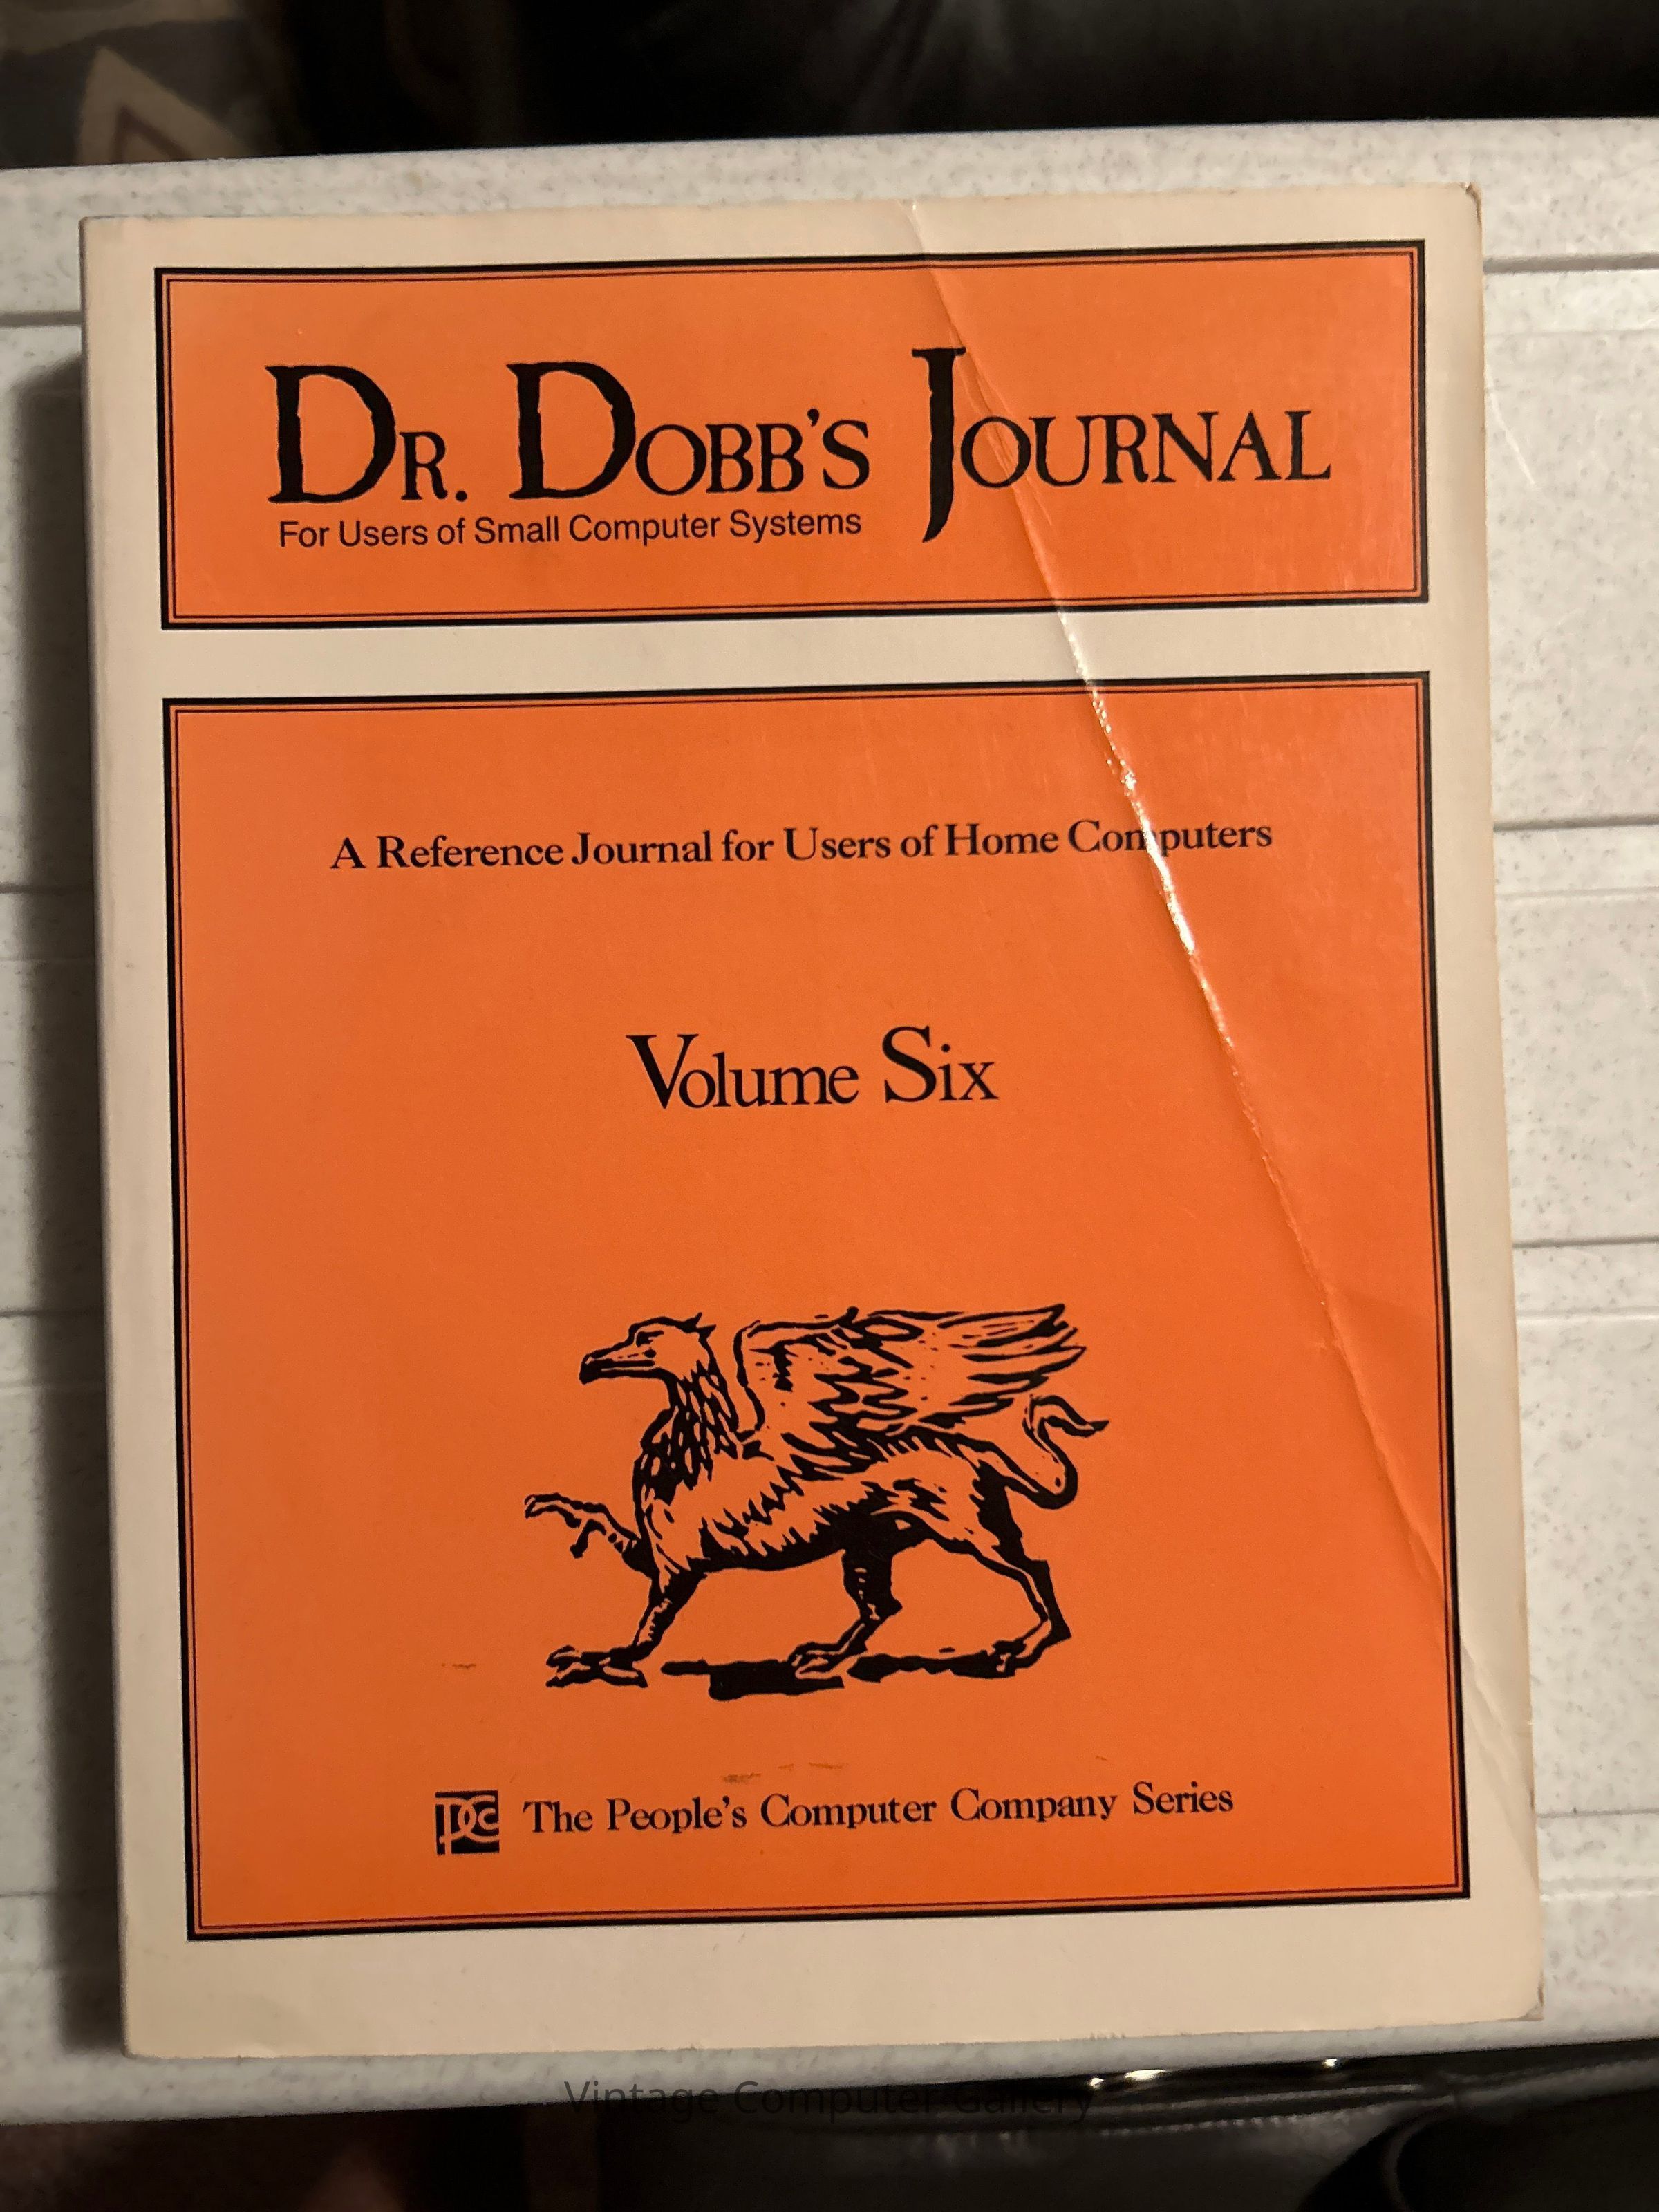 DR. DOBB'S JOURNAL
For Users of Small Computer Systems
A Reference Journal for Users of Home Computers
Volume Six
pcc The People's Computer Company Series
Vintage Computer Gallery